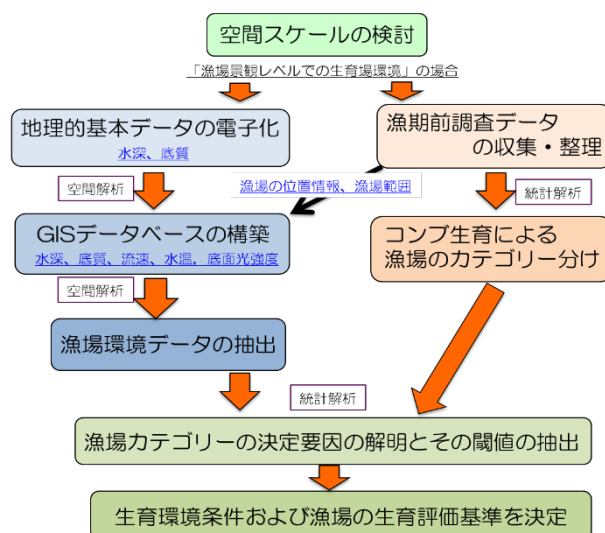 空間スケールの検討
「漁場景観レベルでの生育場環境」の場合
地理的基本データの電子化
水深、底質
漁期前調査データ
の収集・整理
空間解析
漁場の位置情報、漁場範囲
統計解析
GISデータベースの構築
水深、底質、流速、水温，底面光強度
コンブ生育による
漁場のカテゴリー分け
空間解析
漁場環境データの抽出
統計解析
漁場カテゴリーの決定要因の解明とその閾値の抽出
生育環境条件および漁場の生育評価基準を決定